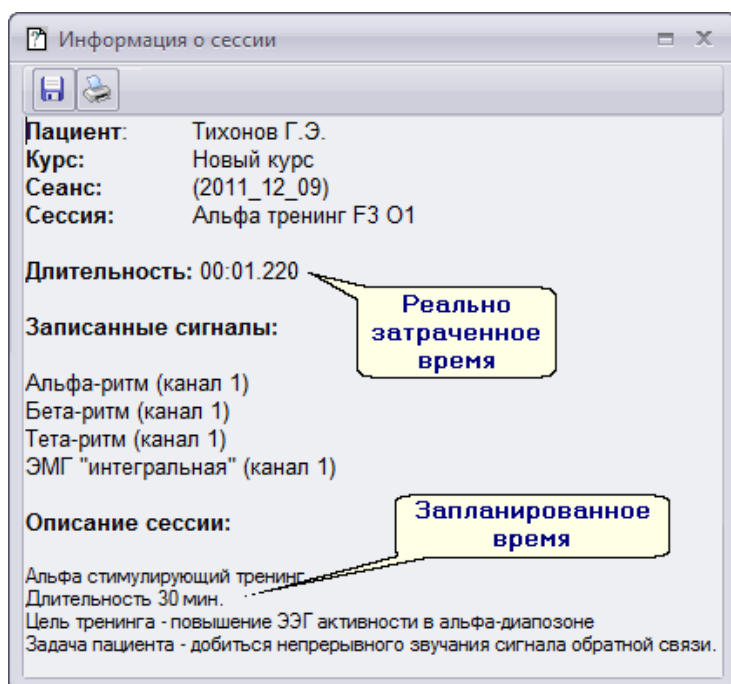 Информация о сессии
Пациент: Тихонов Г.Э.
Курс: Новый курс
Сеанс: (2011_12_09)
Сессия: Альфа тренинг F3 O1
Длительность: 00:01.220
Реально
затраченное
время
Записанные сигналы:
Альфа-ритм (канал 1)
Бета-ритм (канал 1)
Тета-ритм (канал 1)
ЭМГ "интегральная" (канал 1)
Запланированное
время
Описание сессии:
Альфа стимулирующий тренинг
Длительность 30 мин.
Цель тренинга - повышение ЭЭГ активности в альфа-диапозоне
Задача пациента - добиться непрерывного звучания сигнала обратной связи.